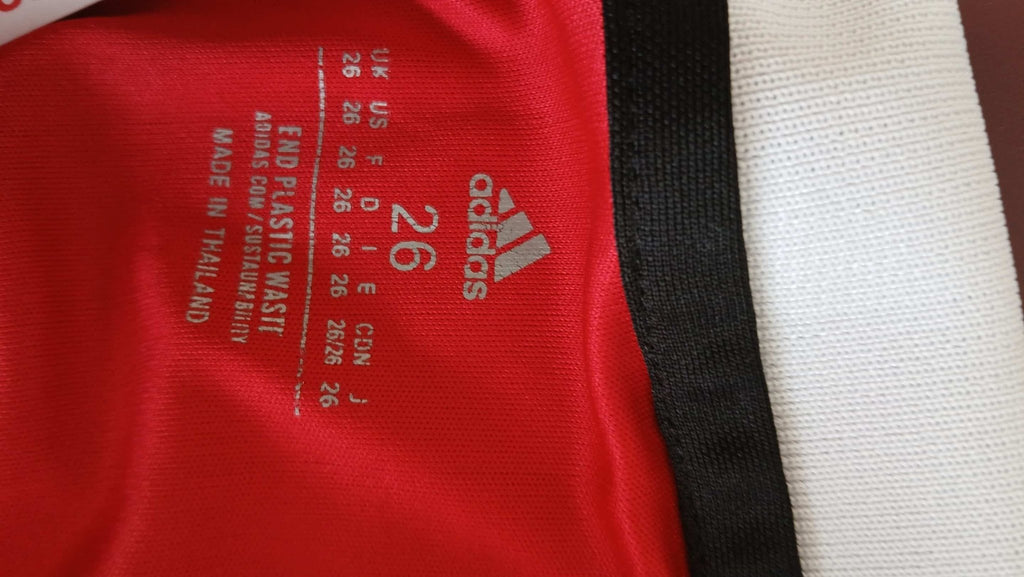 adidas
26
UK US F D I E CDN J
26 26 26 26 26 26 26/26 26
END PLASTIC WASTE
ADIDAS.COM/SUSTAINABILITY
MADE IN THAILAND